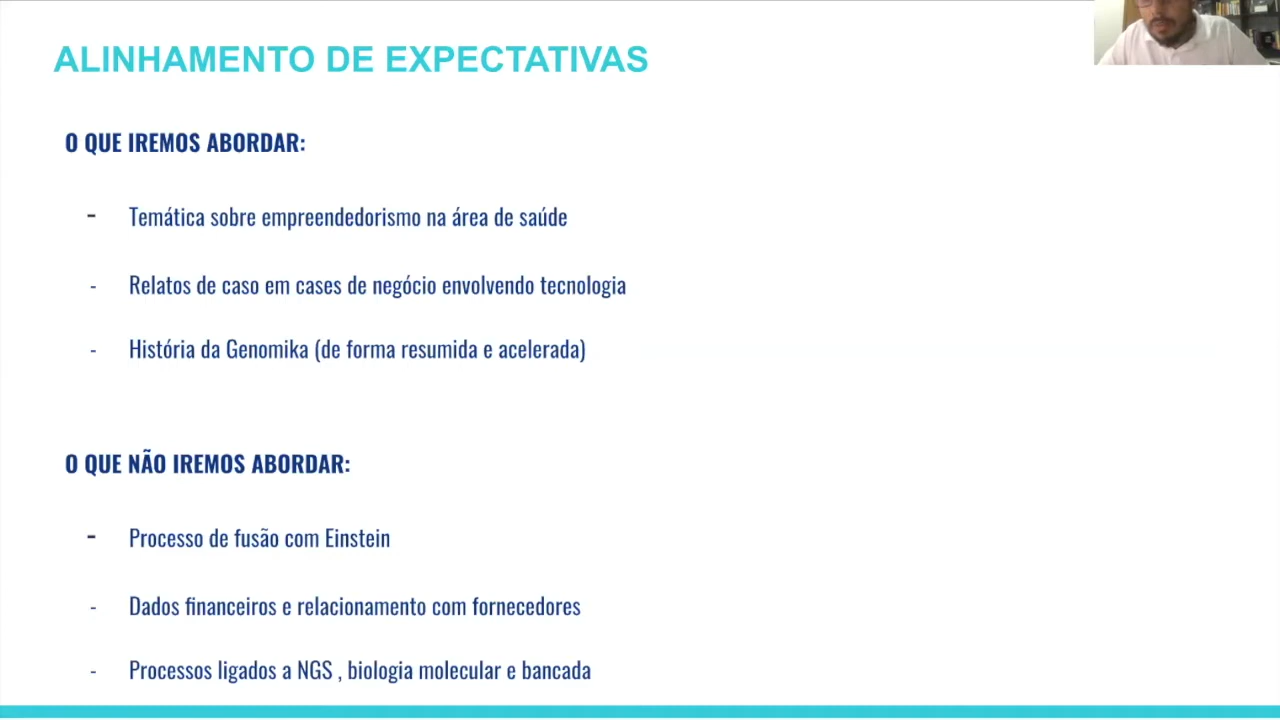 ALINHAMENTO DE EXPECTATIVAS
O QUE IREMOS ABORDAR:
- Temática sobre empreendedorismo na área de saúde
- Relatos de caso em cases de negócio envolvendo tecnologia
- História da Genomika (de forma resumida e acelerada)
O QUE NÃO IREMOS ABORDAR:
- Processo de fusão com Einstein
- Dados financeiros e relacionamento com fornecedores
- Processos ligados a NGS , biologia molecular e bancada